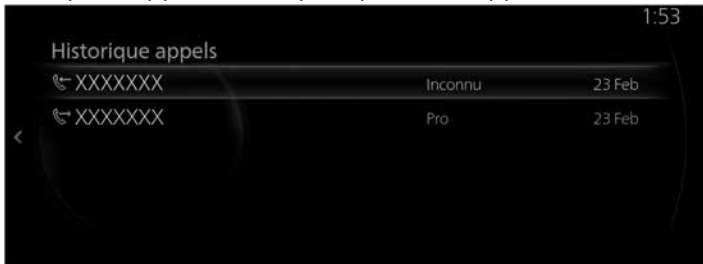 1:53
Historique appels
XXXXXXX Inconnu 23 Feb
XXXXXXX Pro 23 Feb